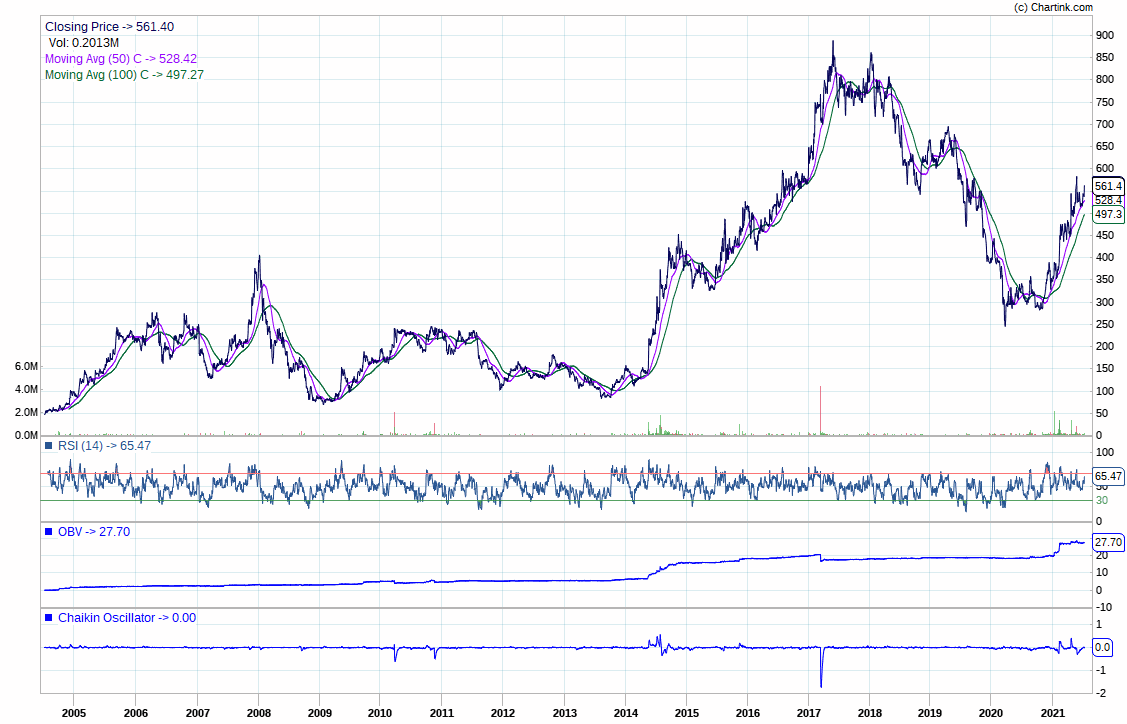 (c) Chartink.com
Closing Price -> 561.40
Vol: 0.2013M
Moving Avg (50) C -> 528.42
Moving Avg (100) C -> 497.27
900
850
800
750
700
650
600
561.4
528.4
497.3
450
400
350
300
250
200
150
100
50
0
6.0M
4.0M
2.0M
0.0M
RSI (14) -> 65.47
100
65.47
50
30
0
OBV -> 27.70
27.70
20
10
0
-10
Chaikin Oscillator -> 0.00
1
0.0
-1
-2
2005 2006 2007 2008 2009 2010 2011 2012 2013 2014 2015 2016 2017 2018 2019 2020 2021